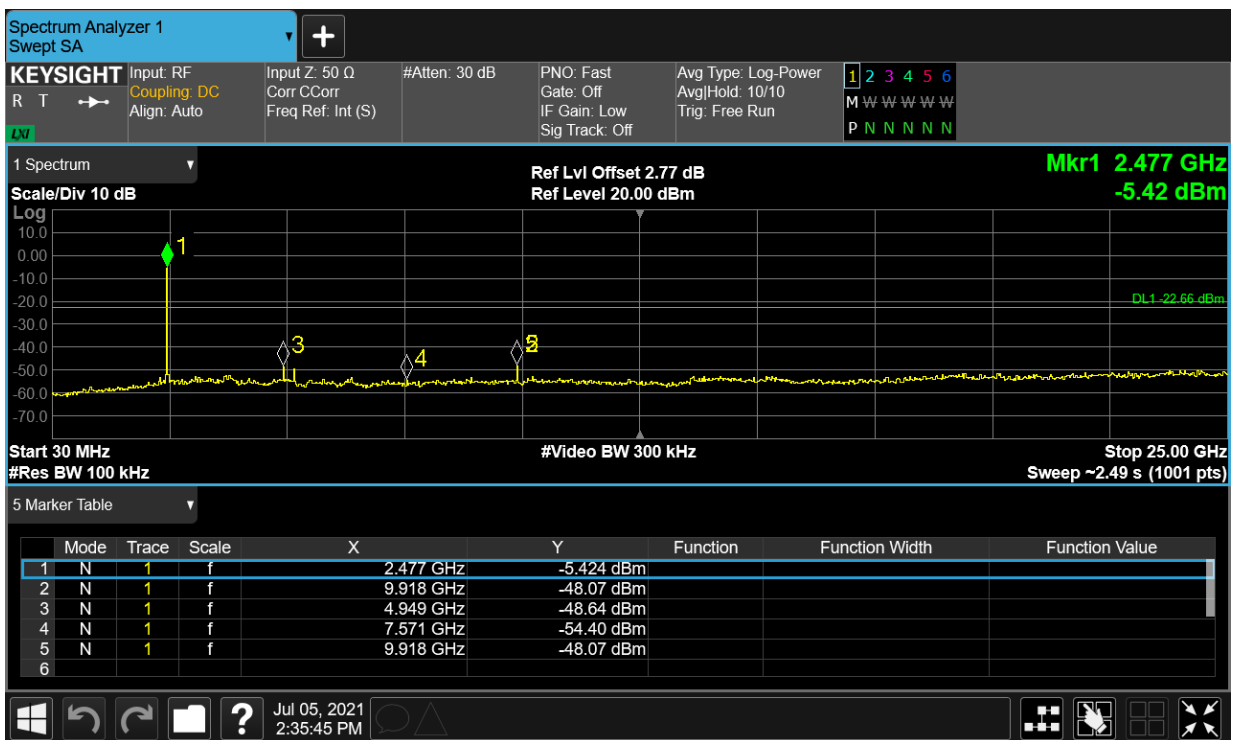 Spectrum Analyzer 1
Swept SA
+
KEYSIGHT
R T
LXI
Input: RF
Coupling: DC
Align: Auto
Input Z: 50 Ω
Corr CCorr
Freq Ref: Int (S)
#Atten: 30 dB
PNO: Fast
Gate: Off
IF Gain: Low
Sig Track: Off
Avg Type: Log-Power
Avg|Hold: 10/10
Trig: Free Run
1 2 3 4 5 6
M W W W W W
P N N N N N
1 Spectrum
Scale/Div 10 dB
Ref Lvl Offset 2.77 dB
Ref Level 20.00 dBm
Mkr1 2.477 GHz
-5.42 dBm
Log
10.0
0.00
-10.0
-20.0
-30.0
-40.0
-50.0
-60.0
-70.0
1
3
4
DL1 -22.66 dBm
Start 30 MHz
#Res BW 100 kHz
#Video BW 300 kHz
Stop 25.00 GHz
Sweep ~2.49 s (1001 pts)
5 Marker Table
Mode Trace Scale X Y Function Function Width Function Value
1 N 1 f 2.477 GHz -5.424 dBm
2 N 1 f 9.918 GHz -48.07 dBm
3 N 1 f 4.949 GHz -48.64 dBm
4 N 1 f 7.571 GHz -54.40 dBm
5 N 1 f 9.918 GHz -48.07 dBm
6
?
Jul 05, 2021
2:35:45 PM